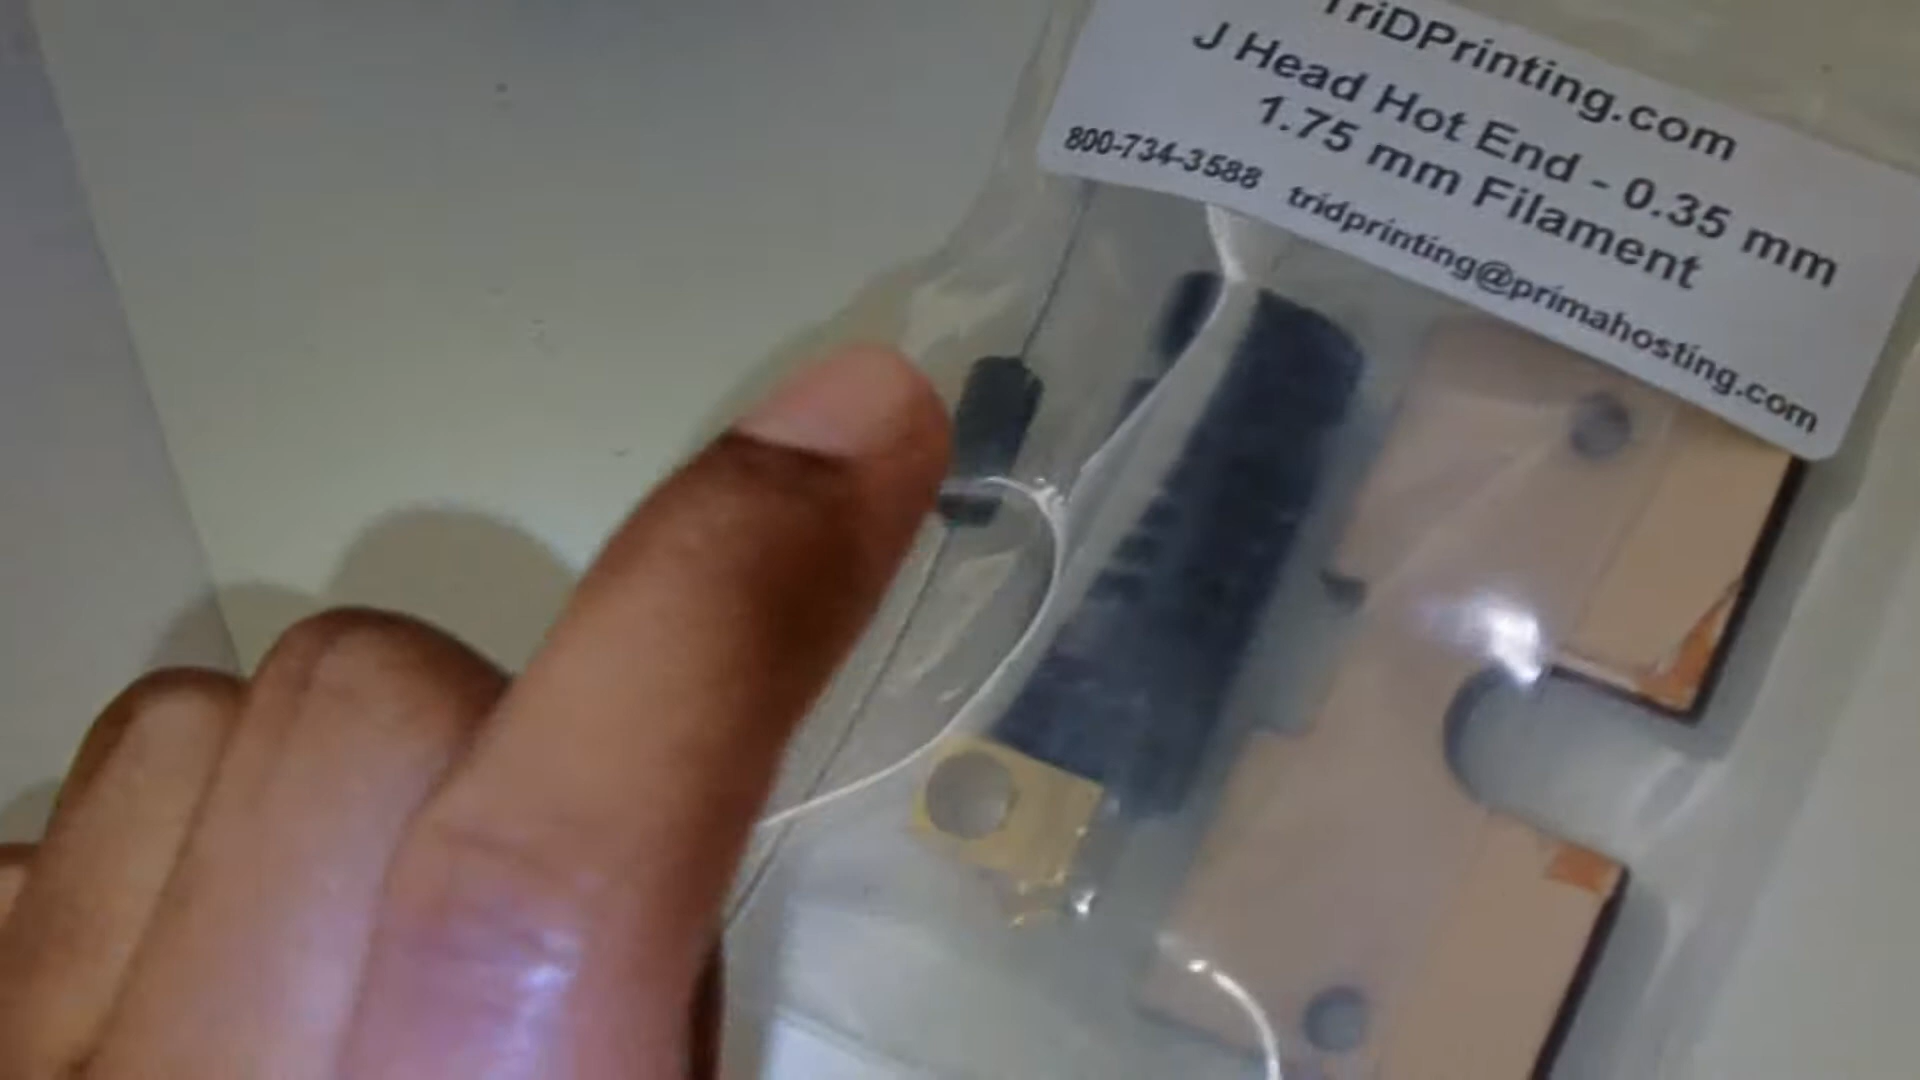 TriDPrinting.com
J Head Hot End - 0.35 mm
1.75 mm Filament
800-734-3588 tridprinting@primahosting.com